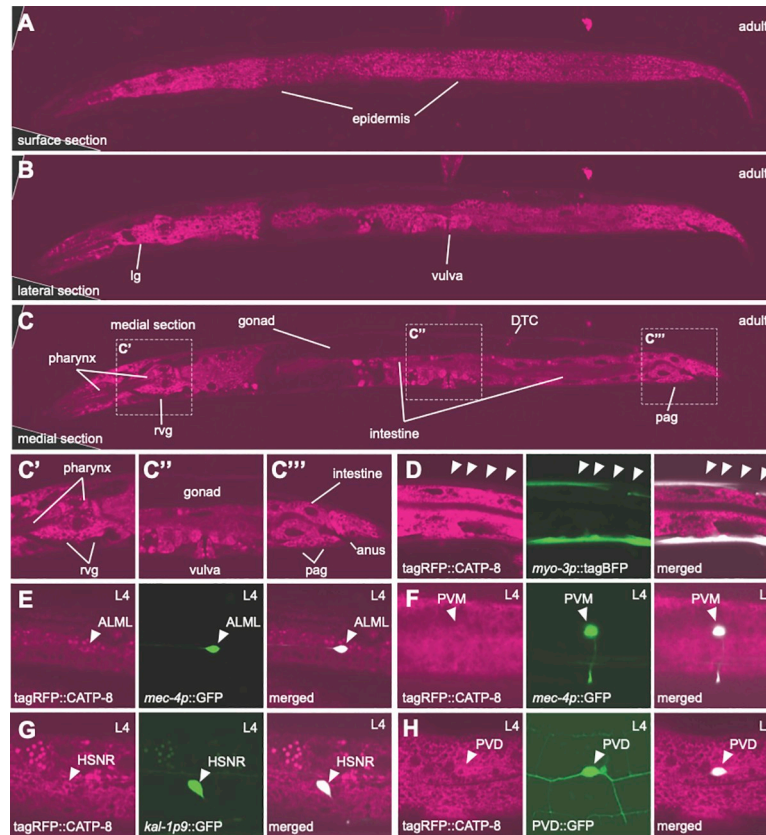 A
adult
epidermis
surface section
B
adult
lg
vulva
lateral section
C
adult
medial section
gonad
DTC
C'
C''
C'''
pharynx
rvg
intestine
pag
medial section
C'
pharynx
rvg
C''
gonad
vulva
C'''
intestine
pag
anus
D
tagRFP::CATP-8
myo-3p::tagBFP
merged
E
L4
ALML
tagRFP::CATP-8
L4
ALML
mec-4p::GFP
L4
ALML
merged
F
L4
PVM
tagRFP::CATP-8
L4
PVM
mec-4p::GFP
L4
PVM
merged
G
L4
HSNR
tagRFP::CATP-8
L4
HSNR
kal-1p9::GFP
L4
HSNR
merged
H
L4
PVD
tagRFP::CATP-8
L4
PVD
PVD::GFP
L4
PVD
merged